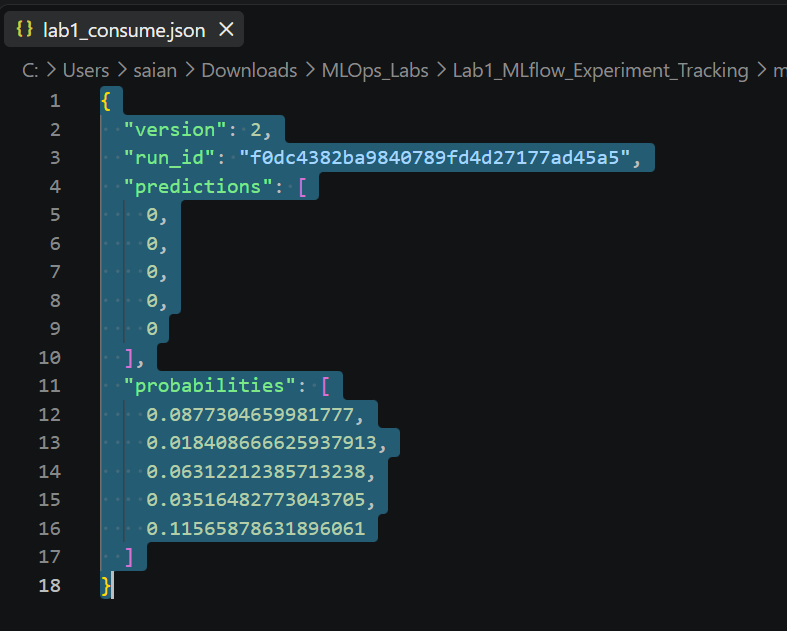 {} lab1_consume.json ×
C: > Users > saian > Downloads > MLOps_Labs > Lab1_MLflow_Experiment_Tracking > m
1 {
2 "version": 2,
3 "run_id": "f0dc4382ba9840789fd4d27177ad45a5",
4 "predictions": [
5 0,
6 0,
7 0,
8 0,
9 0
10 ],
11 "probabilities": [
12 0.0877304659981777,
13 0.018408666625937913,
14 0.06312212385713238,
15 0.03516482773043705,
16 0.11565878631896061
17 ]
18 }